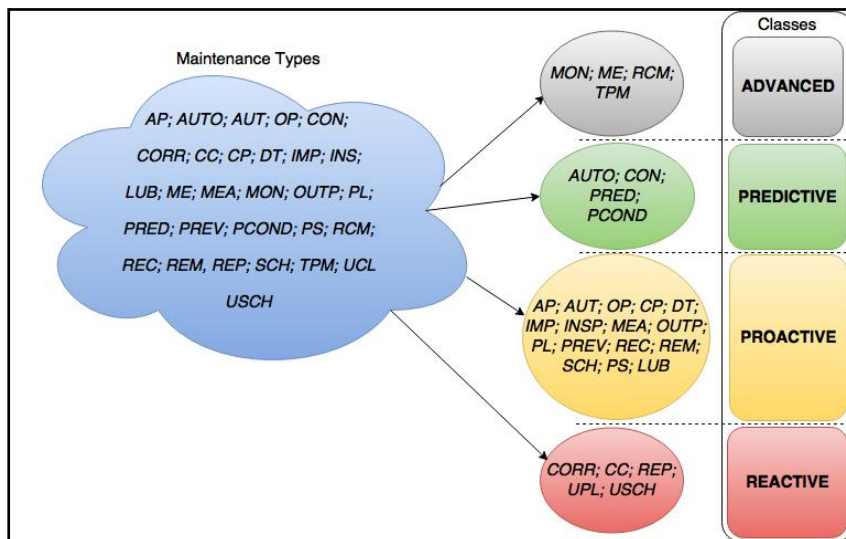 Classes
Maintenance Types
AP; AUTO; AUT; OP; CON;
CORR; CC; CP; DT; IMP; INS;
LUB; ME; MEA; MON; OUTP; PL;
PRED; PREV; PCOND; PS; RCM;
REC; REM, REP; SCH; TPM; UCL
USCH
MON; ME; RCM;
TPM
ADVANCED
AUTO; CON;
PRED;
PCOND
PREDICTIVE
AP; AUT; OP; CP; DT;
IMP; INSP; MEA; OUTP;
PL; PREV; REC; REM;
SCH; PS; LUB
PROACTIVE
CORR; CC; REP;
UPL; USCH
REACTIVE